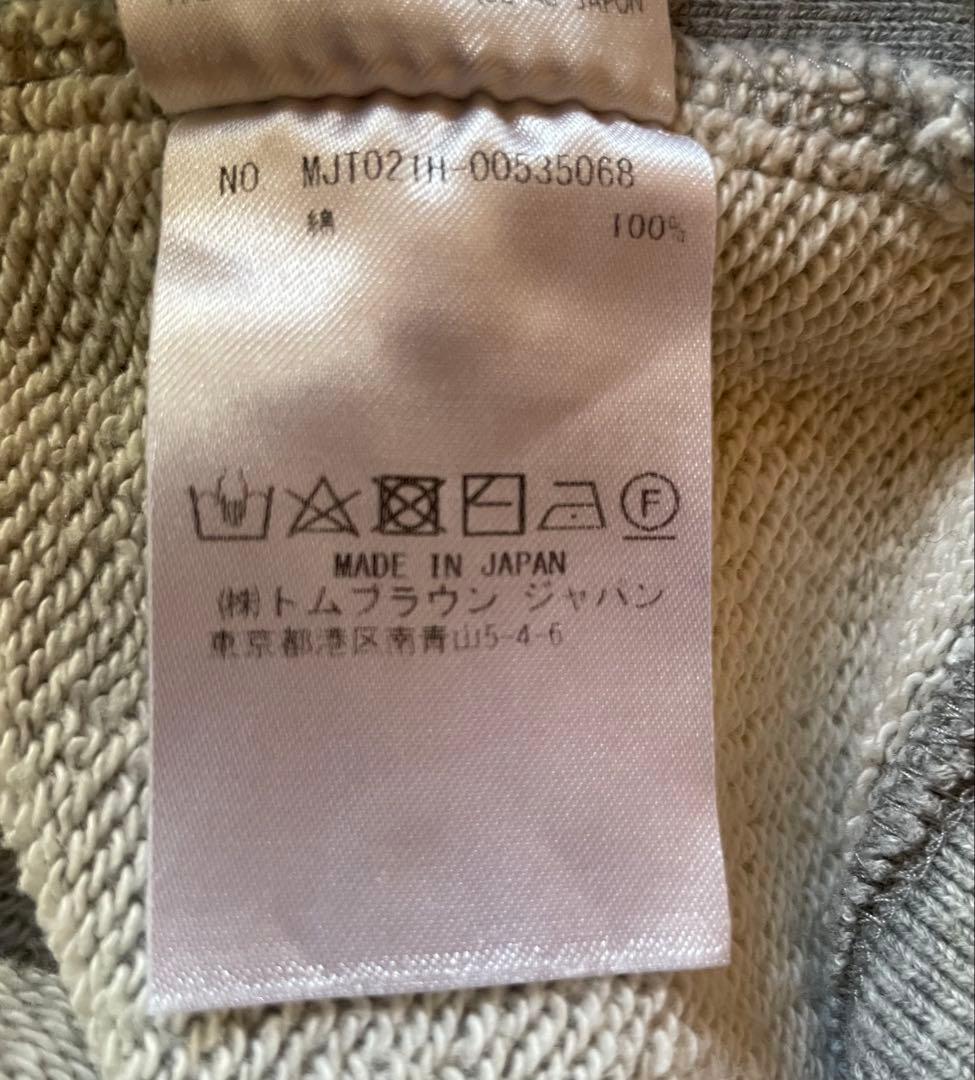 JAPAN
NO MJT021H-00535068
綿 100%
F
MADE IN JAPAN
(株)トムブラウン ジャパン
東京都港区南青山5-4-6